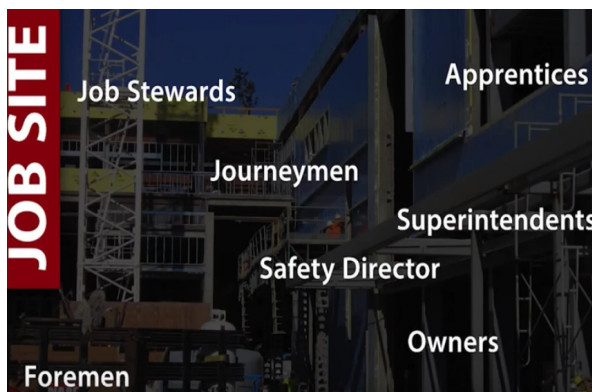 JOB SITE
Apprentices
Job Stewards
Journeymen
Superintendents
Safety Director
Owners
Foremen